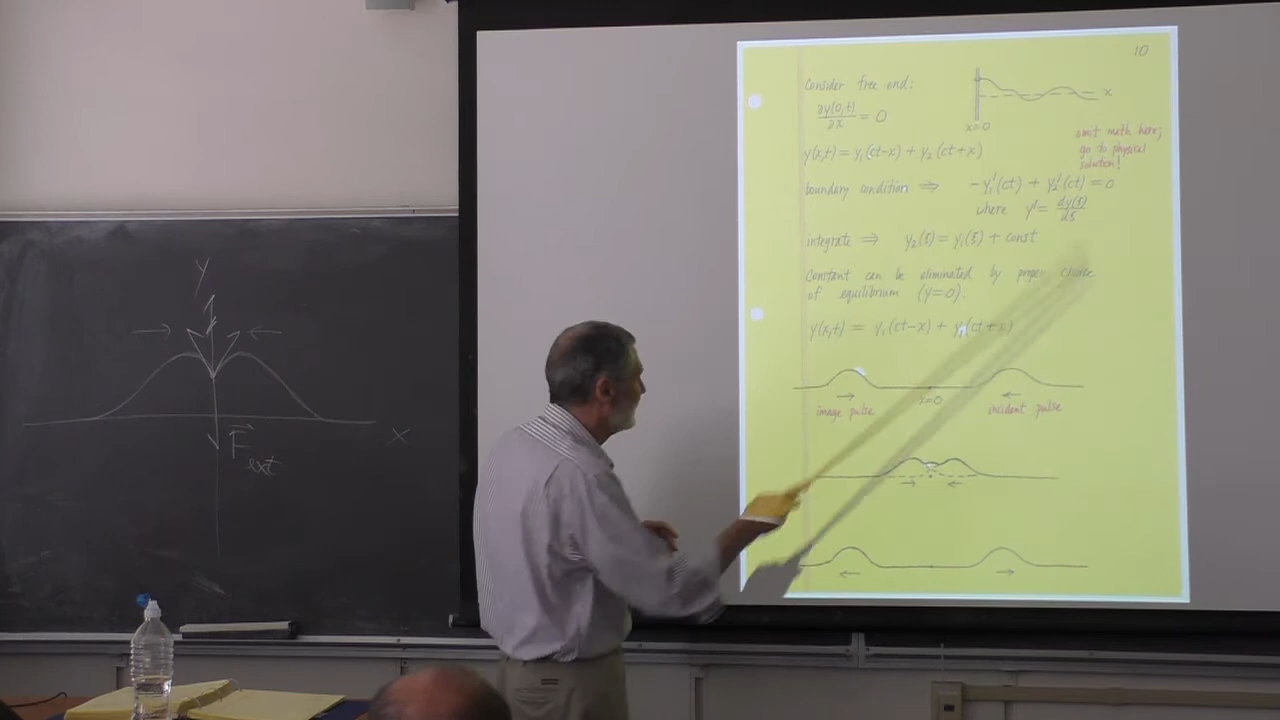 y
F ext
x
10
Consider free end:
∂y(0,t)/∂x = 0
x
x=0
omit math here;
go to physical
solution!
y(x,t) = y₁(ct-x) + y₂(ct+x)
boundary condition ⇒ -y₁'(ct) + y₂'(ct) = 0
where y' = dy(ξ)/dξ
integrate ⇒ y₂(ξ) = y₁(ξ) + const
Constant can be eliminated by proper choice
of equilibrium (y=0).
y(x,t) = y₁(ct-x) + y₁(ct+x)
image pulse
x=0
incident pulse